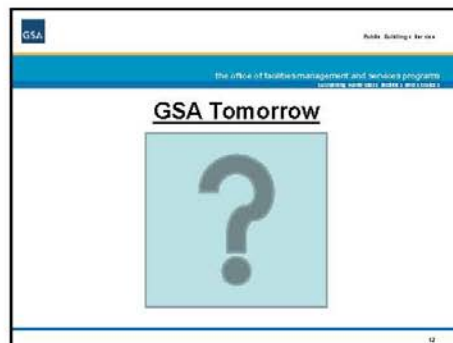 GSA
Public Buildings Service
the office of facilities management and services programs
GSA Tomorrow
?
12